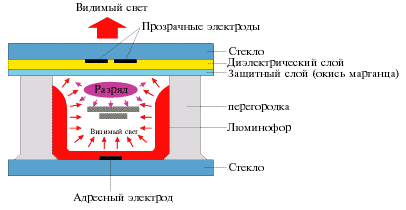 Видимый свет
Прозрачные электроды
Стекло
Диэлектрический слой
Защитный слой (окись марганца)
Разряд
перегородка
Люминофор
Видимый свет
Стекло
Адресный электрод